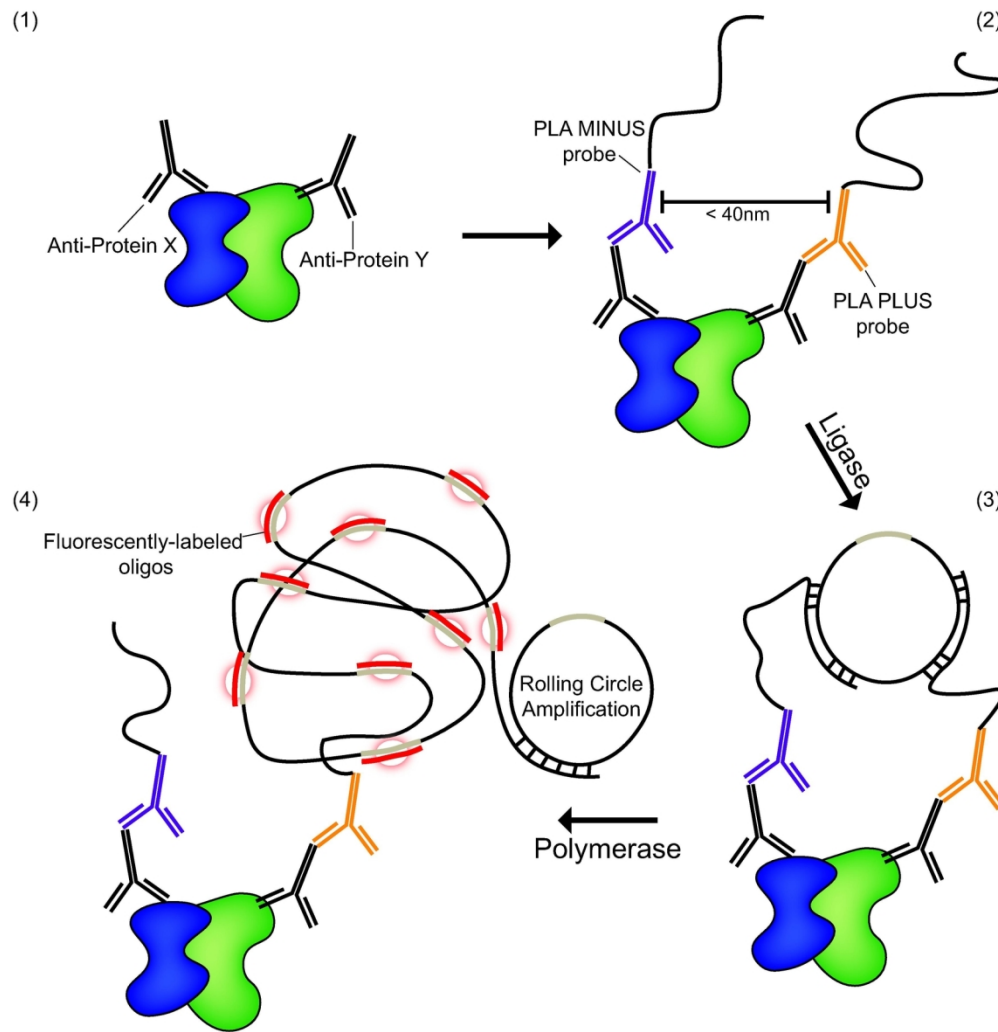 (1)
Anti-Protein X
Anti-Protein Y
(2)
PLA MINUS
probe
< 40nm
PLA PLUS
probe
Ligase
(3)
(4)
Fluorescently-labeled
oligos
Rolling Circle
Amplification
Polymerase